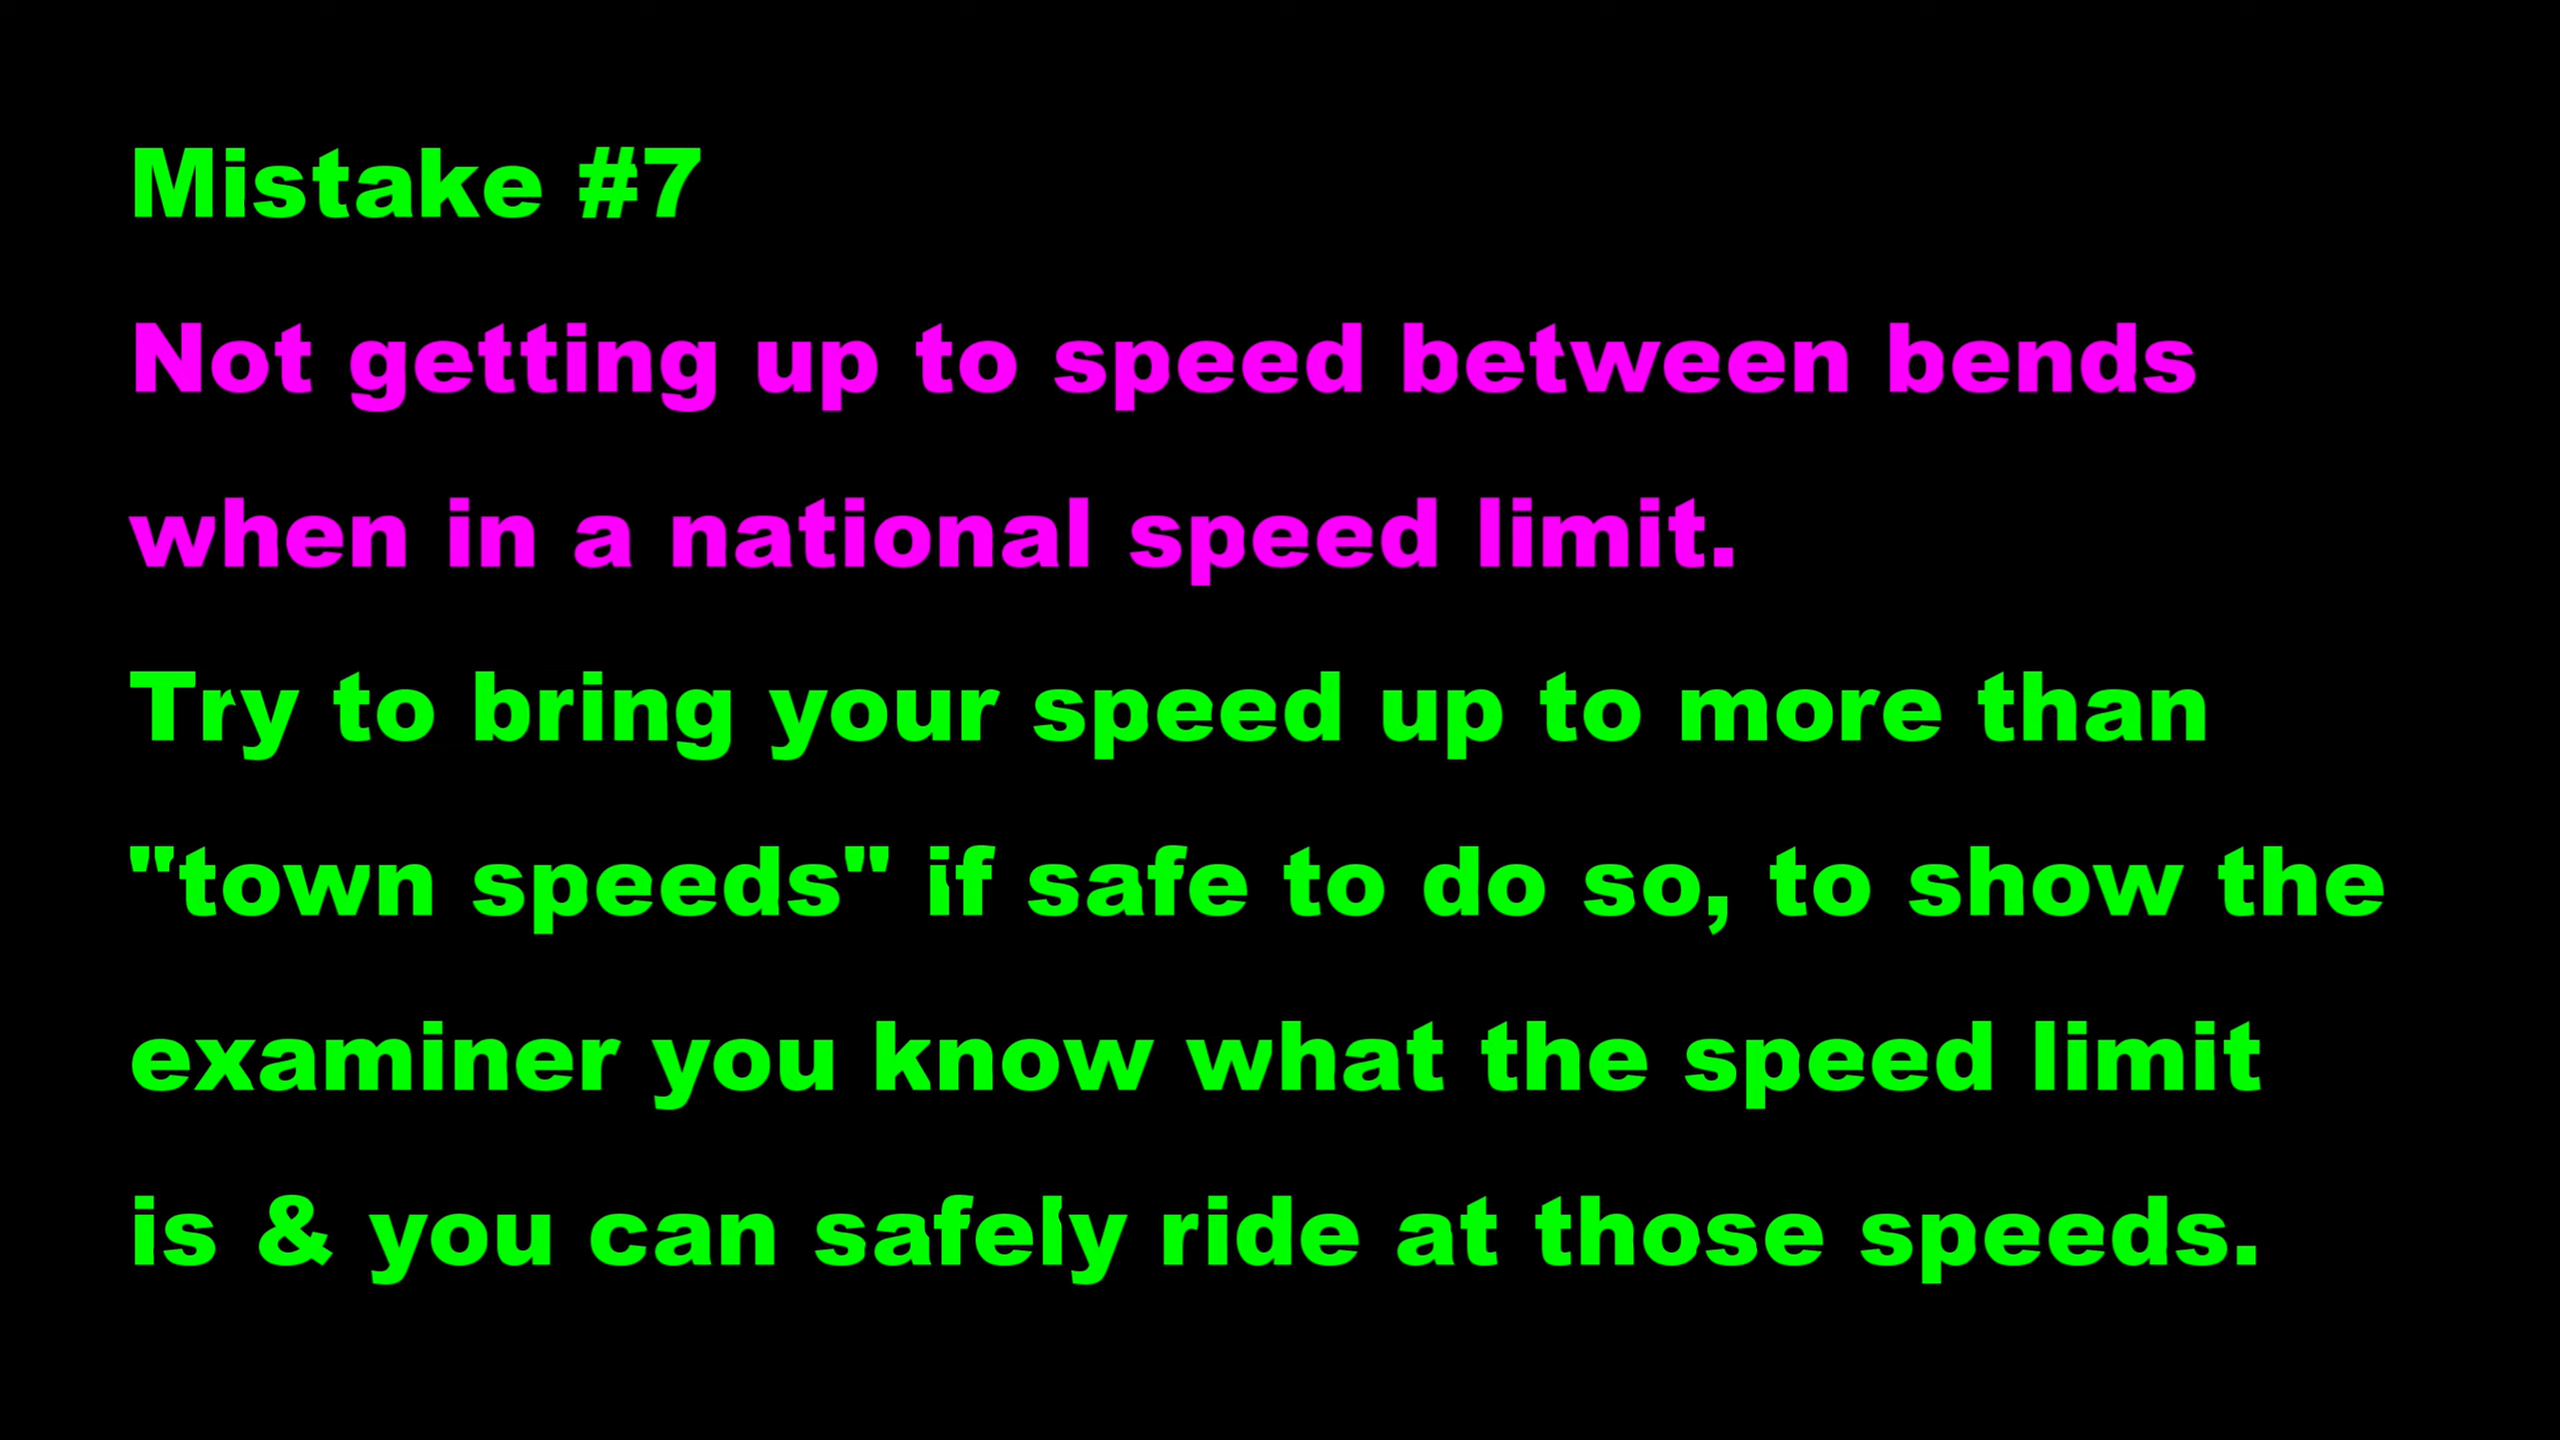 Mistake #7
Not getting up to speed between bends
when in a national speed limit.
Try to bring your speed up to more than
"town speeds" if safe to do so, to show the
examiner you know what the speed limit
is & you can safely ride at those speeds.